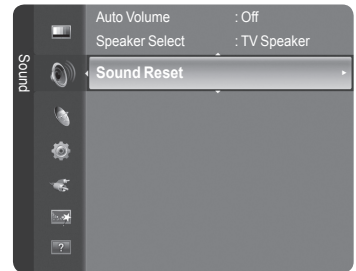 Sound
Auto Volume : Off
Speaker Select : TV Speaker
Sound Reset
?